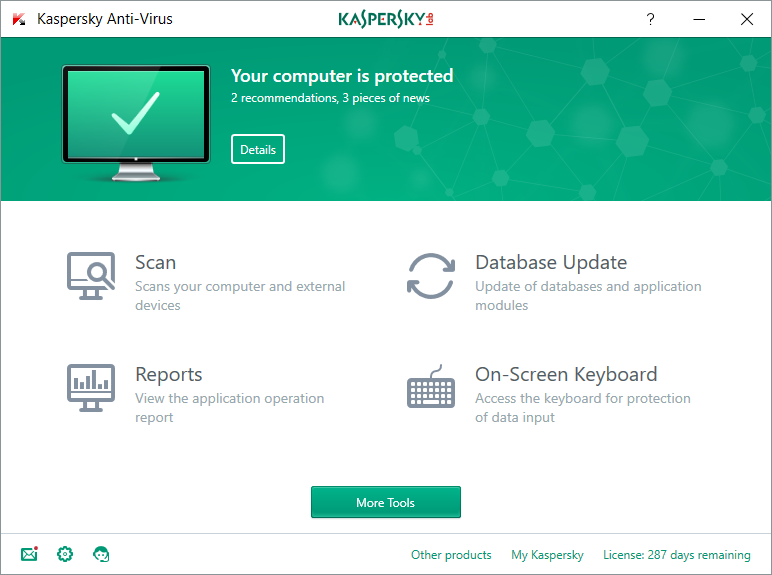 Kaspersky Anti-Virus
KASPERSKY lab
?
Your computer is protected
2 recommendations, 3 pieces of news
Details
Scan
Scans your computer and external
devices
Database Update
Update of databases and application
modules
Reports
View the application operation
report
On-Screen Keyboard
Access the keyboard for protection
of data input
More Tools
Other products
My Kaspersky
License: 287 days remaining